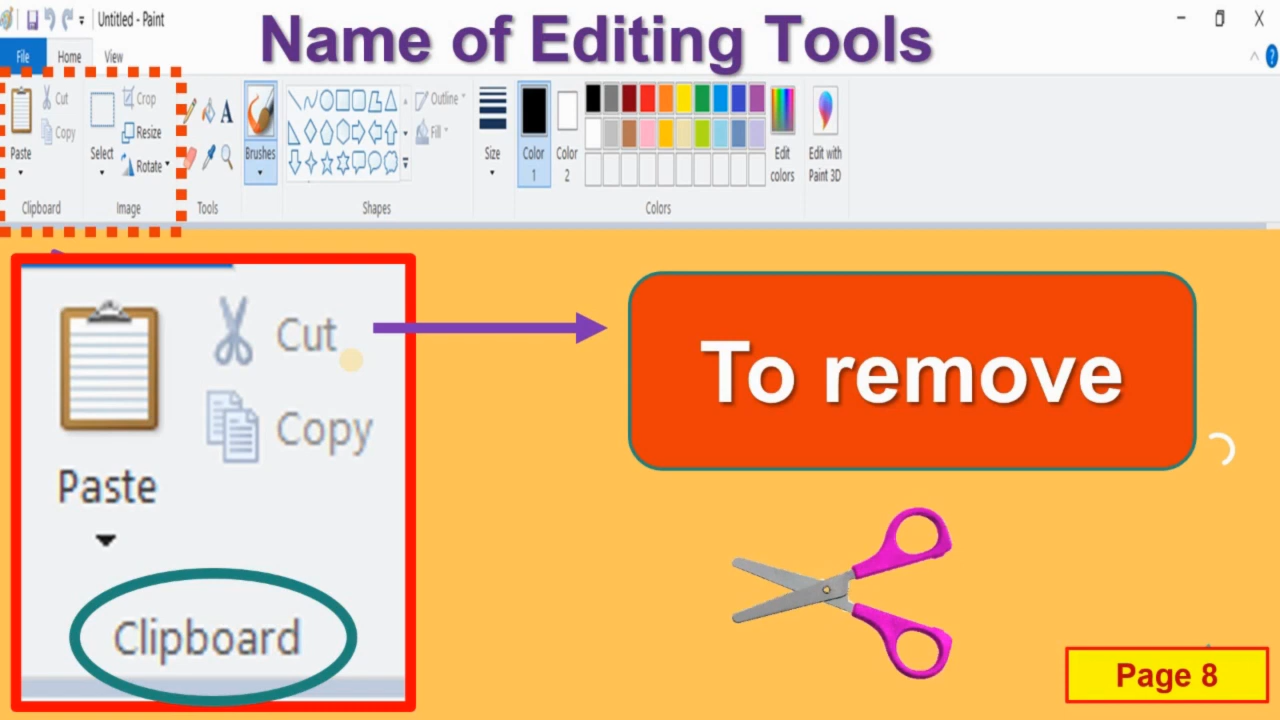 Untitled - Paint
Name of Editing Tools
File Home View
Cut
Copy
Paste
Clipboard
Crop
Resize
Rotate
Select
Image
A
Tools
Brushes
Outline
Fill
Shapes
Size
Color 1
Color 2
Colors
Edit colors
Edit with Paint 3D
Cut
Copy
Paste
Clipboard
To remove
Page 8